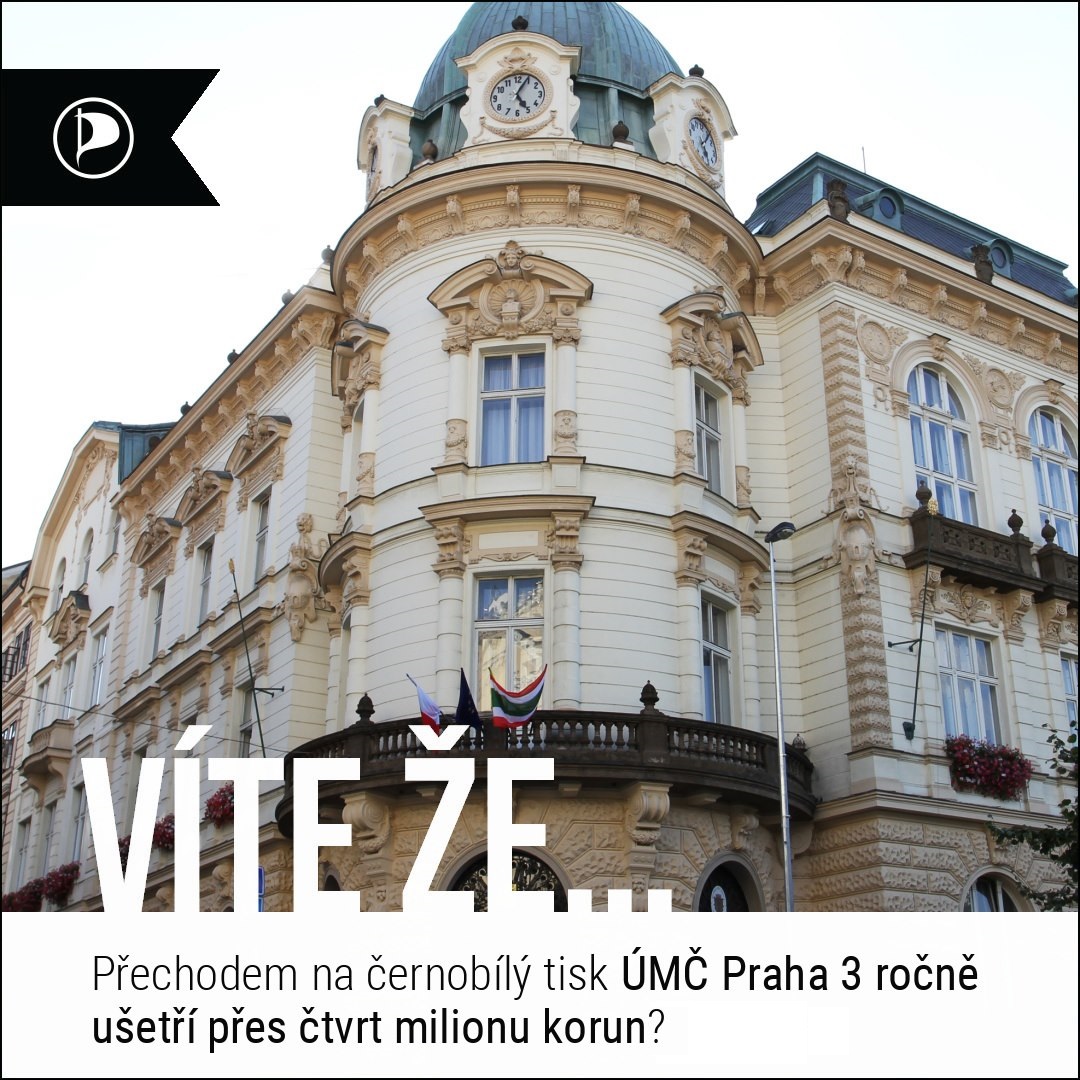 VÍTE ŽE...
Přechodem na černobílý tisk ÚMČ Praha 3 ročně
ušetří přes čtvrt milionu korun?